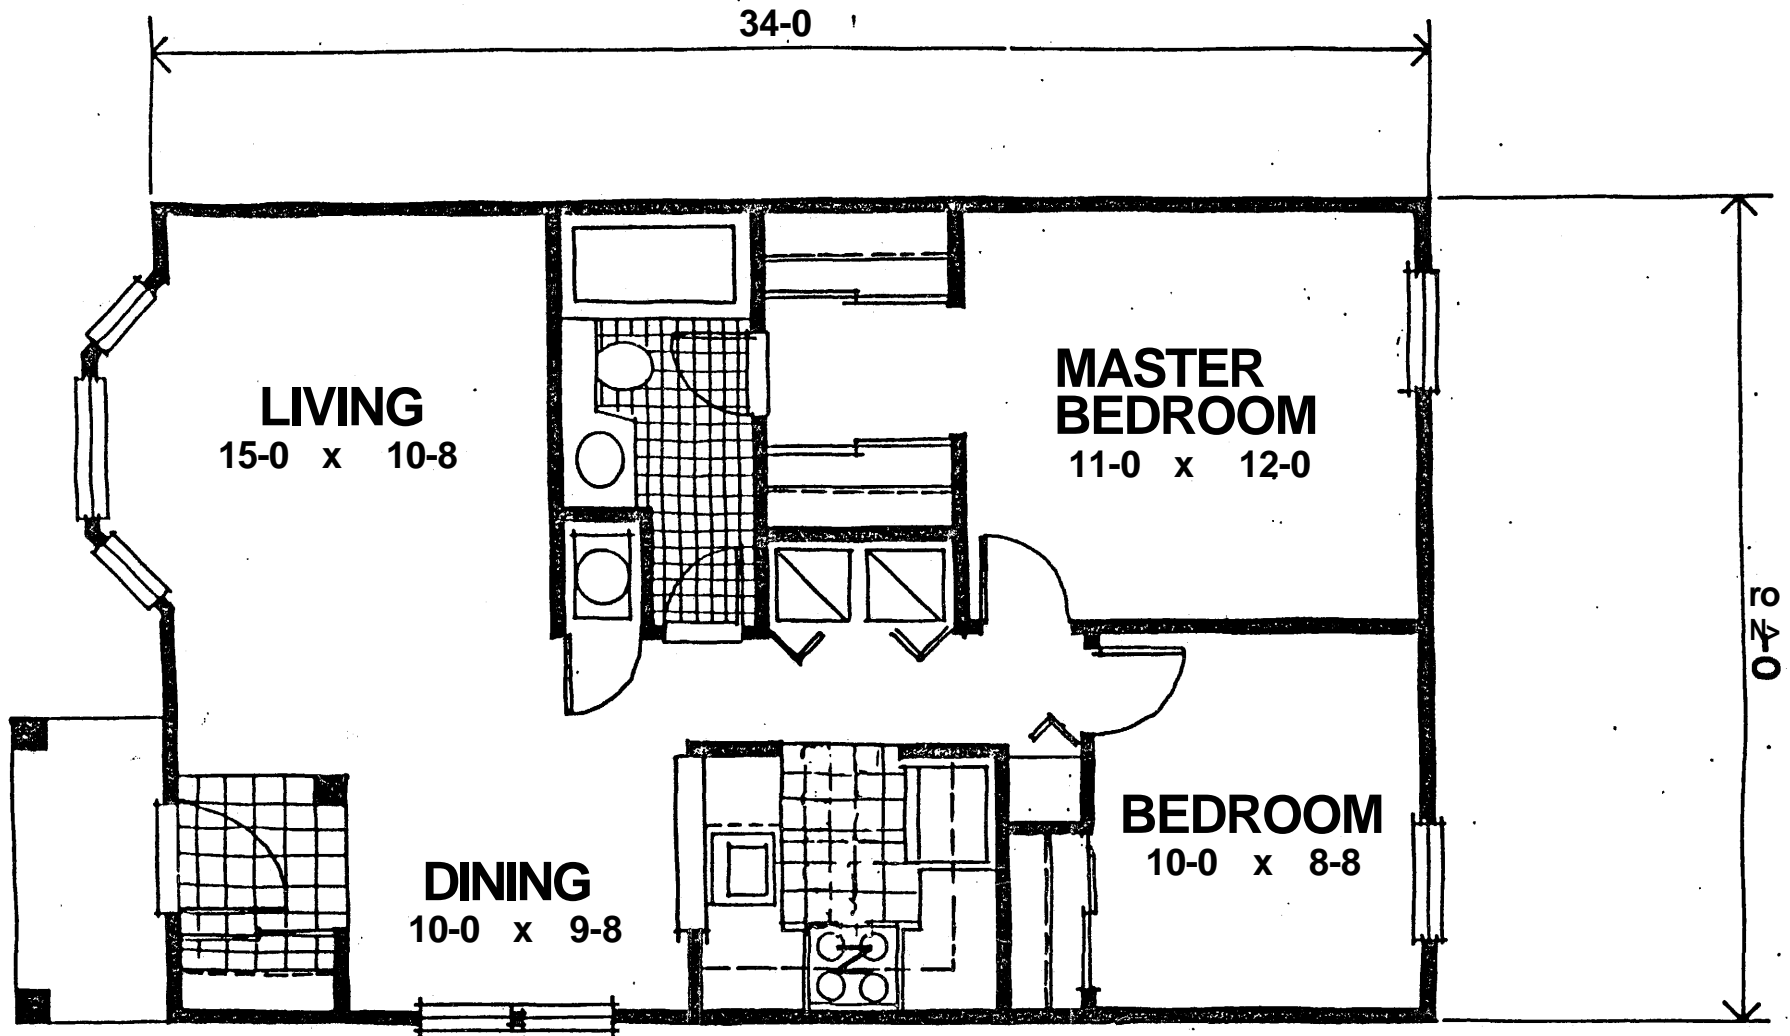 34-0
LIVING
15-0 x 10-8
MASTER
BEDROOM
11-0 x 12-0
DINING
10-0 x 9-8
BEDROOM
10-0 x 8-8